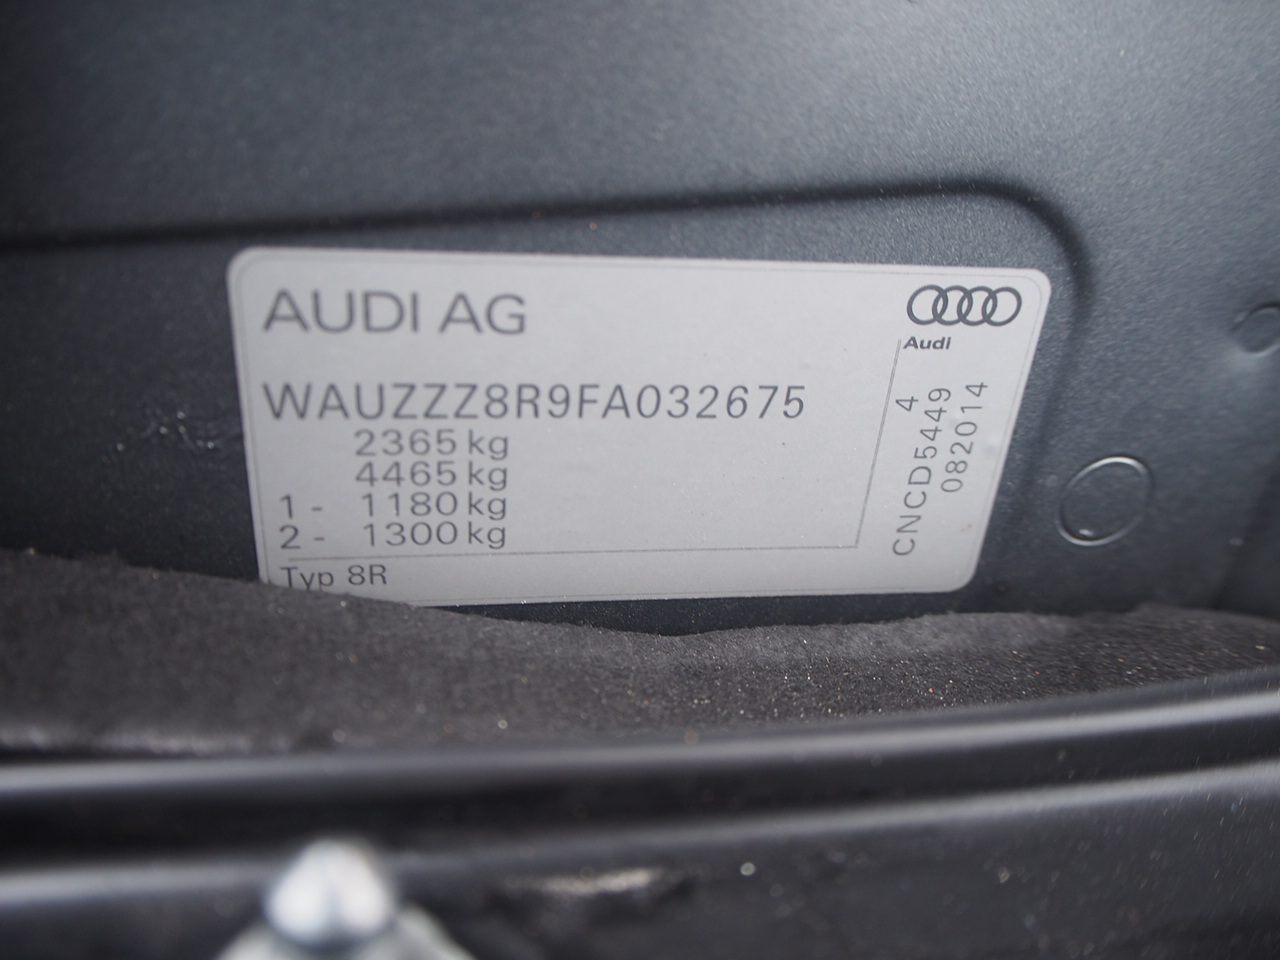 AUDI AG
Audi
WAUZZZ8R9FA032675
2365 kg
4465 kg
1 - 1180 kg
2 - 1300 kg
Typ 8R
4
CNCD5449
082014